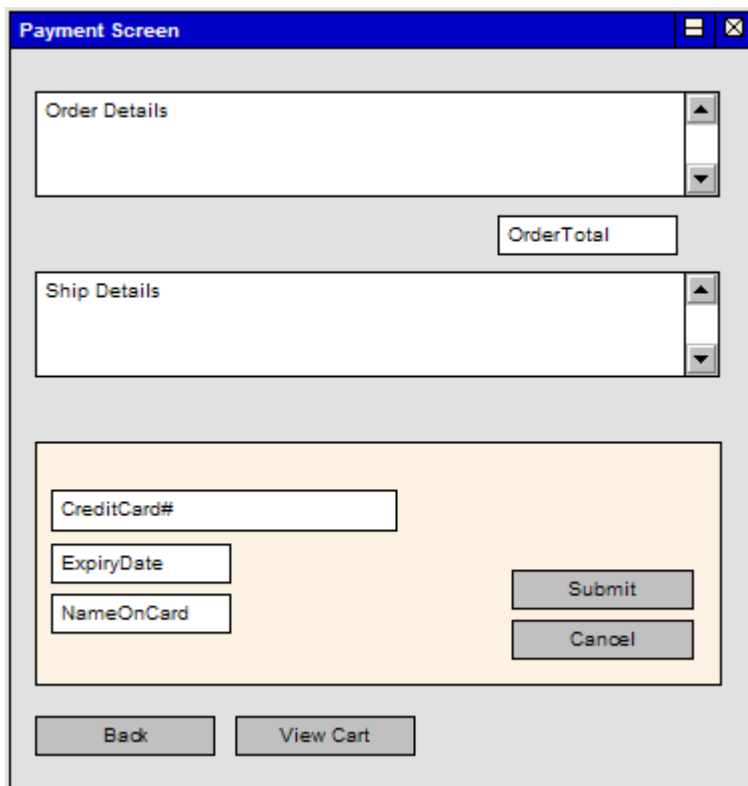 Payment Screen
Order Details
OrderTotal
Ship Details
CreditCard#
ExpiryDate
NameOnCard
Submit
Cancel
Back
View Cart